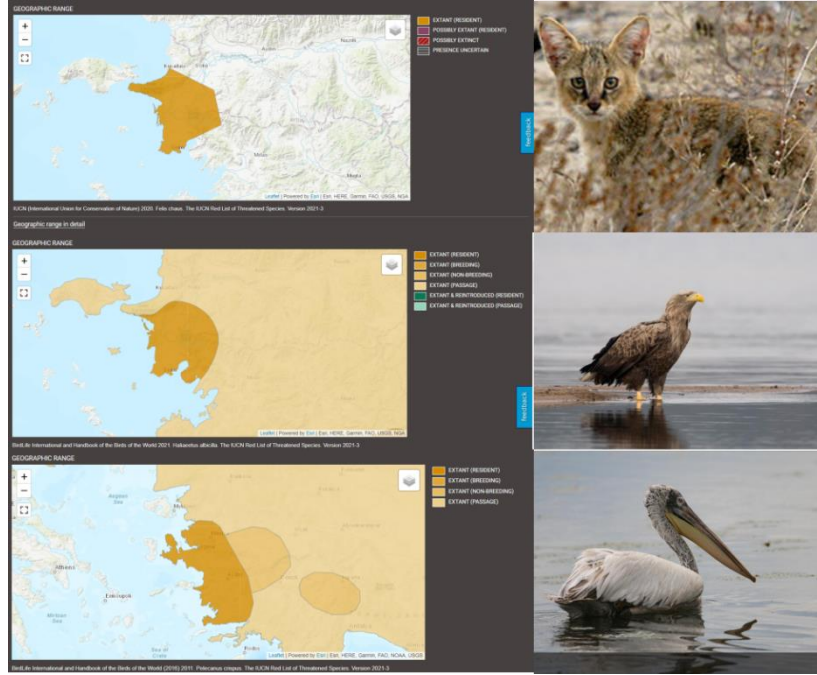 GEOGRAPHIC RANGE
EXTANT (RESIDENT)
POSSIBLY EXTANT (RESIDENT)
POSSIBLY EXTINCT
PRESENCE UNCERTAIN
feedback
Leaflet | Powered by Esri | Esri, HERE, Garmin, FAO, USGS, NGA
IUCN (International Union for Conservation of Nature) 2020. Felis chaus. The IUCN Red List of Threatened Species. Version 2021-3
Geographic range in detail
GEOGRAPHIC RANGE
EXTANT (RESIDENT)
EXTANT (BREEDING)
EXTANT (NON-BREEDING)
EXTANT (PASSAGE)
EXTANT & REINTRODUCED (RESIDENT)
EXTANT & REINTRODUCED (PASSAGE)
feedback
Leaflet | Powered by Esri | Esri, HERE, Garmin, FAO, USGS, NGA
BirdLife International and Handbook of the Birds of the World 2021. Haliaeetus albicilla. The IUCN Red List of Threatened Species. Version 2021-3
GEOGRAPHIC RANGE
EXTANT (RESIDENT)
EXTANT (BREEDING)
EXTANT (NON-BREEDING)
EXTANT (PASSAGE)
Aegean
Sea
Athens
Sea of
Crete
Leaflet | Powered by Esri | Esri, HERE, Garmin, FAO, NOAA, USGS
BirdLife International and Handbook of the Birds of the World (2016) 2011. Pelecanus crispus. The IUCN Red List of Threatened Species. Version 2021-3